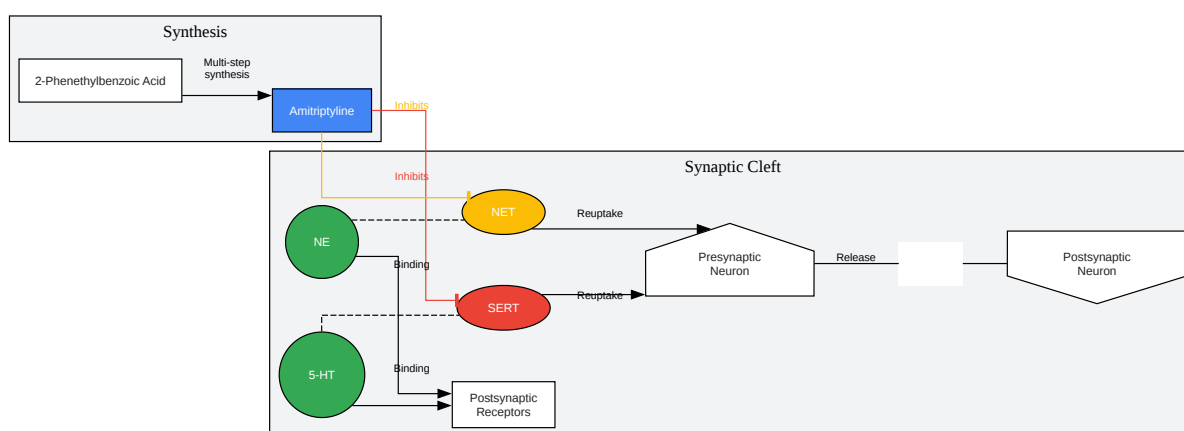 Synthesis
2-Phenethylbenzoic Acid
Multi-step
synthesis
Amitriptyline
Inhibits
Synaptic Cleft
Inhibits
NET
Reuptake
NE
Binding
Presynaptic
Neuron
Release
Postsynaptic
Neuron
SERT
Reuptake
5-HT
Binding
Postsynaptic
Receptors